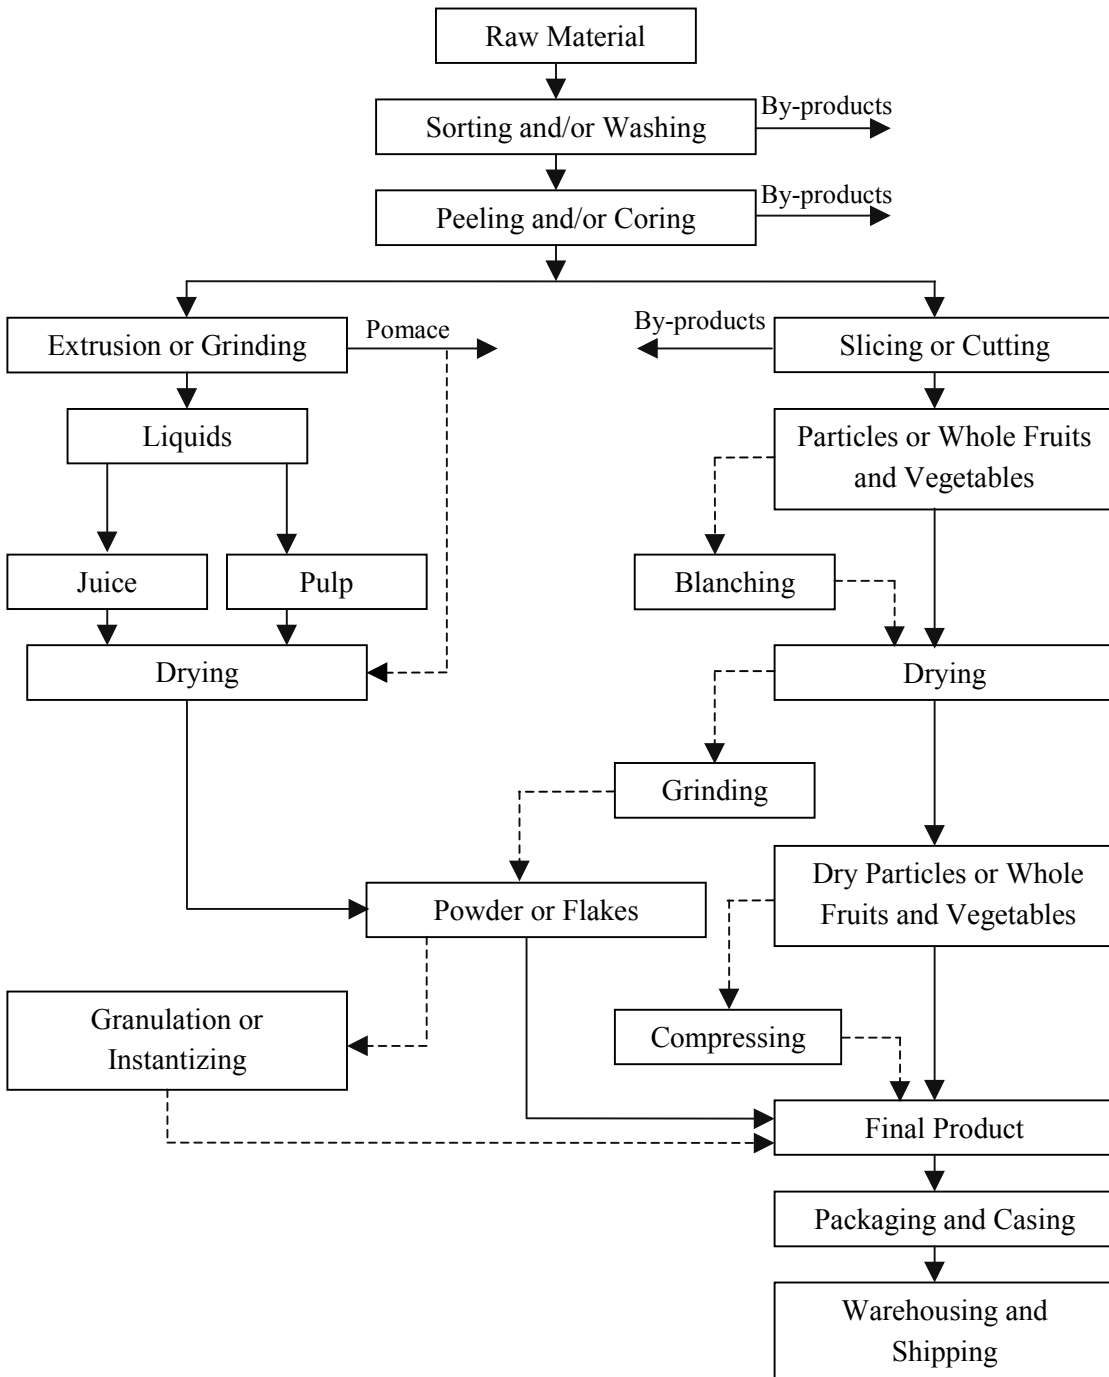 Raw Material
By-products
Sorting and/or Washing
By-products
Peeling and/or Coring
Extrusion or Grinding
Pomace
By-products
Slicing or Cutting
Liquids
Particles or Whole Fruits
and Vegetables
Juice
Pulp
Blanching
Drying
Drying
Grinding
Powder or Flakes
Dry Particles or Whole
Fruits and Vegetables
Granulation or
Instantizing
Compressing
Final Product
Packaging and Casing
Warehousing and
Shipping